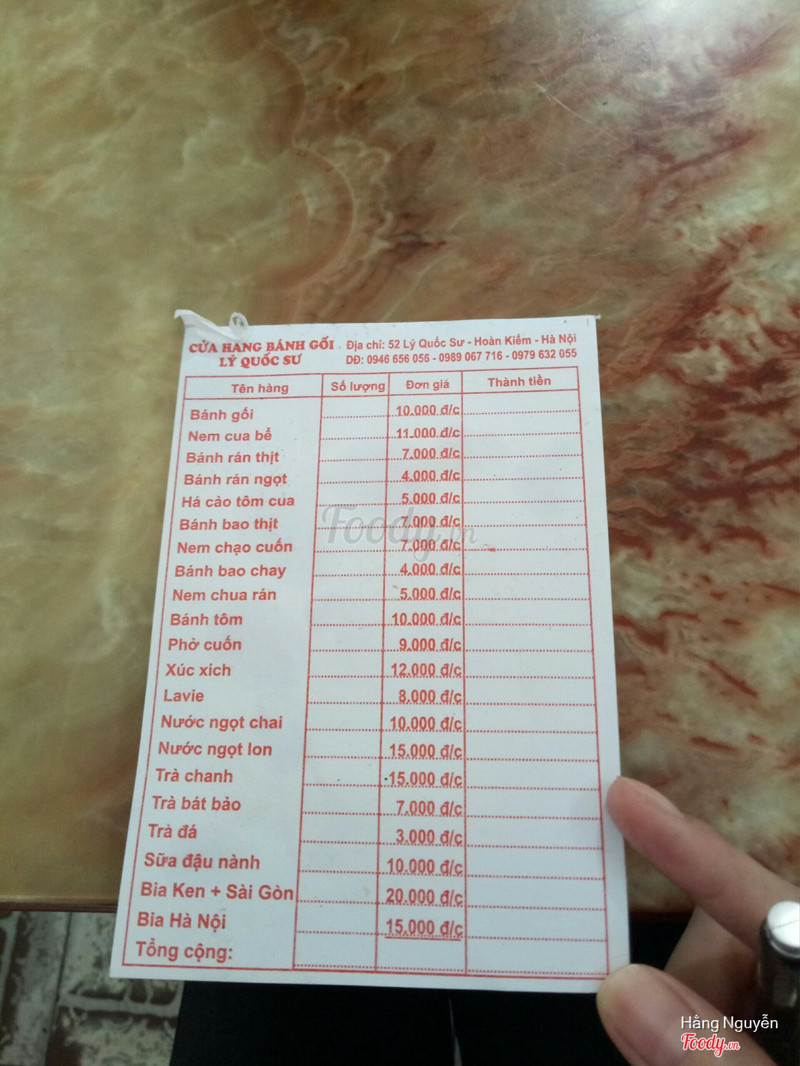 CỬA HÀNG BÁNH GỐI
LÝ QUỐC SƯ
Địa chỉ: 52 Lý Quốc Sư - Hoàn Kiếm - Hà Nội
DĐ: 0946 656 056 - 0989 067 716 - 0979 632 055
Tên hàng Số lượng Đơn giá Thành tiền
Bánh gối 10.000 đ/c
Nem cua bể 11.000 đ/c
Bánh rán thịt 7.000 đ/c
Bánh rán ngọt 4.000 đ/c
Há cảo tôm cua 5.000 đ/c
Bánh bao thịt 7.000 đ/c
Nem chạo cuốn 7.000 đ/c
Bánh bao chay 4.000 đ/c
Nem chua rán 5.000 đ/c
Bánh tôm 10.000 đ/c
Phở cuốn 9.000 đ/c
Xúc xích 12.000 đ/c
Lavie 8.000 đ/c
Nước ngọt chai 10.000 đ/c
Nước ngọt lon 15.000 đ/c
Trà chanh 15.000 đ/c
Trà bát bảo 7.000 đ/c
Trà đá 3.000 đ/c
Sữa đậu nành 10.000 đ/c
Bia Ken + Sài Gòn 20.000 đ/c
Bia Hà Nội 15.000 đ/c
Tổng cộng:
Foody.vn
Hằng Nguyễn
Foody.vn